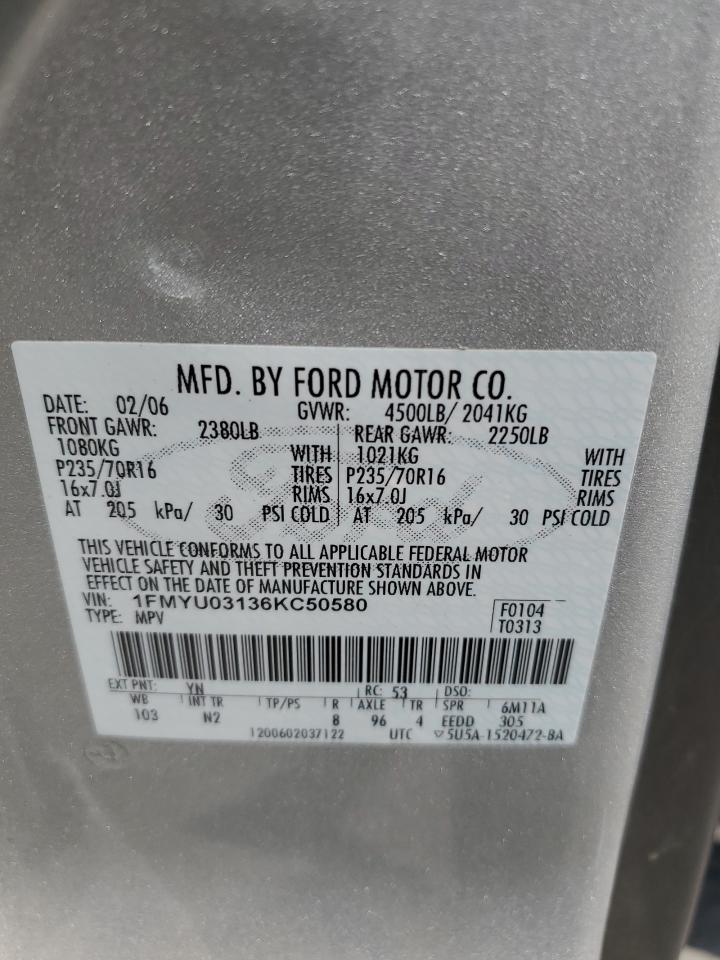 MFD. BY FORD MOTOR CO.
DATE: 02/06 GVWR: 4500LB/ 2041KG
FRONT GAWR: 2380LB REAR GAWR: 2250LB
1080KG WITH 1021KG WITH
P235/70R16 TIRES P235/70R16 TIRES
16x7.0J RIMS 16x7.0J RIMS
AT 205 kPa/ 30 PSI COLD AT 205 kPa/ 30 PSI COLD
Ford
THIS VEHICLE CONFORMS TO ALL APPLICABLE FEDERAL MOTOR
VEHICLE SAFETY AND THEFT PREVENTION STANDARDS IN
EFFECT ON THE DATE OF MANUFACTURE SHOWN ABOVE.
VIN: 1FMYU03136KC50580 F0104
TYPE: MPV T0313
EXT PNT: YN RC: 53 DSO:
WB INT TR TP/PS R AXLE TR SPR 6M11A
103 N2 8 96 4 EEDD 305
1200602037122 UTC ▽5U5A-1520472-BA